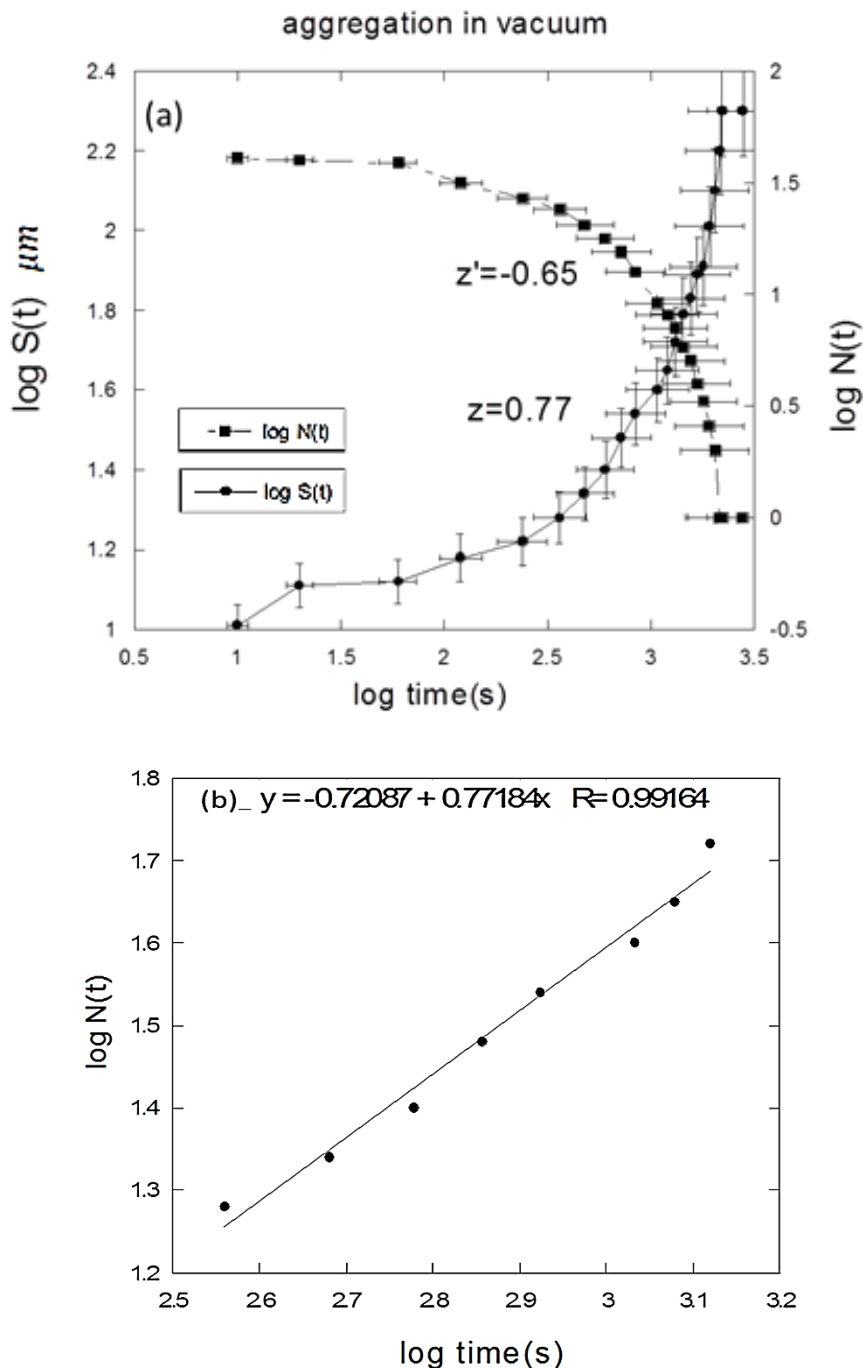 aggregation in vacuum
(a)
2.4
2.2
2
1.8
1.6
1.4
1.2
1
log S(t) μm
2
1.5
1
0.5
0
-0.5
log N(t)
z'=-0.65
z=0.77
log N(t)
log S(t)
0.5 1 1.5 2 2.5 3 3.5
log time(s)
(b)_ y = -0.72087 + 0.77184x R= 0.99164
1.8
1.7
1.6
1.5
1.4
1.3
1.2
log N(t)
2.5 2.6 2.7 2.8 2.9 3 3.1 3.2
log time(s)